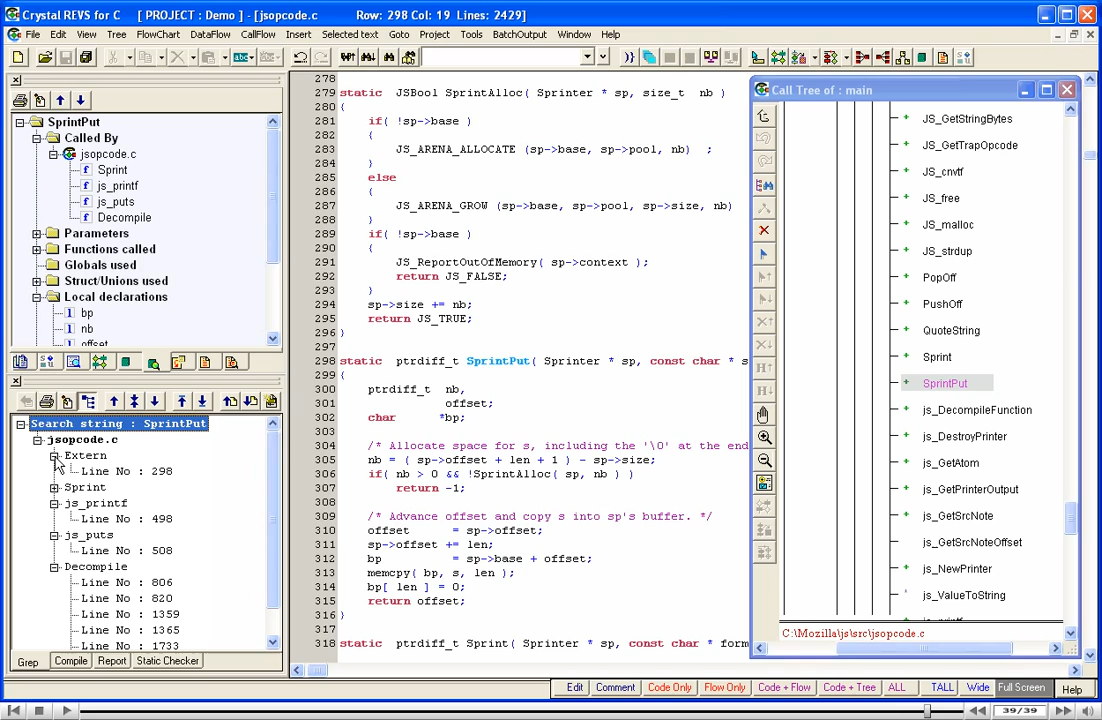 Crystal REVS for C [ PROJECT : Demo ] - [jsopcode.c Row: 298 Col: 19 Lines: 2429]
File Edit View Tree FlowChart DataFlow CallFlow Insert Selected text Goto Project Tools BatchOutput Window Help
SprintPut
Called By
jsopcode.c
Sprint
js_printf
js_puts
Decompile
Parameters
Functions called
Globals used
Struct/Unions used
Local declarations
bp
nb
offset
Search string : SprintPut
jsopcode.c
Extern
Line No : 298
Sprint
js_printf
Line No : 498
js_puts
Line No : 508
Decompile
Line No : 806
Line No : 820
Line No : 1359
Line No : 1365
Line No : 1733
Grep Compile Report Static Checker
278
279 static JSBool SprintAlloc( Sprinter * sp, size_t nb )
280 {
281 if( !sp->base )
282 {
283 JS_ARENA_ALLOCATE (sp->base, sp->pool, nb) ;
284 }
285 else
286 {
287 JS_ARENA_GROW (sp->base, sp->pool, sp->size, nb)
288 }
289 if( !sp->base )
290 {
291 JS_ReportOutOfMemory( sp->context );
292 return JS_FALSE;
293 }
294 sp->size += nb;
295 return JS_TRUE;
296 }
297
298 static ptrdiff_t SprintPut( Sprinter * sp, const char * s
299 {
300 ptrdiff_t nb,
301 offset;
302 char *bp;
303
304 /* Allocate space for s, including the '\0' at the end
305 nb = ( sp->offset + len + 1 ) - sp->size;
306 if( nb > 0 && !SprintAlloc( sp, nb ) )
307 return -1;
308
309 /* Advance offset and copy s into sp's buffer. */
310 offset = sp->offset;
311 sp->offset += len;
312 bp = sp->base + offset;
313 memcpy( bp, s, len );
314 bp[ len ] = 0;
315 return offset;
316 }
317
318 static ptrdiff_t Sprint( Sprinter * sp, const char * form
Call Tree of : main
JS_GetStringBytes
JS_GetTrapOpcode
JS_cnvtf
JS_free
JS_malloc
JS_strdup
PopOff
PushOff
QuoteString
Sprint
SprintPut
js_DecompileFunction
js_DestroyPrinter
js_GetAtom
js_GetPrinterOutput
js_GetSrcNote
js_GetSrcNoteOffset
js_NewPrinter
js_ValueToString
C:\Mozilla\js\src\jsopcode.c
Edit Comment Code Only Flow Only Code + Flow Code + Tree ALL TALL Wide Full Screen Help
39/39